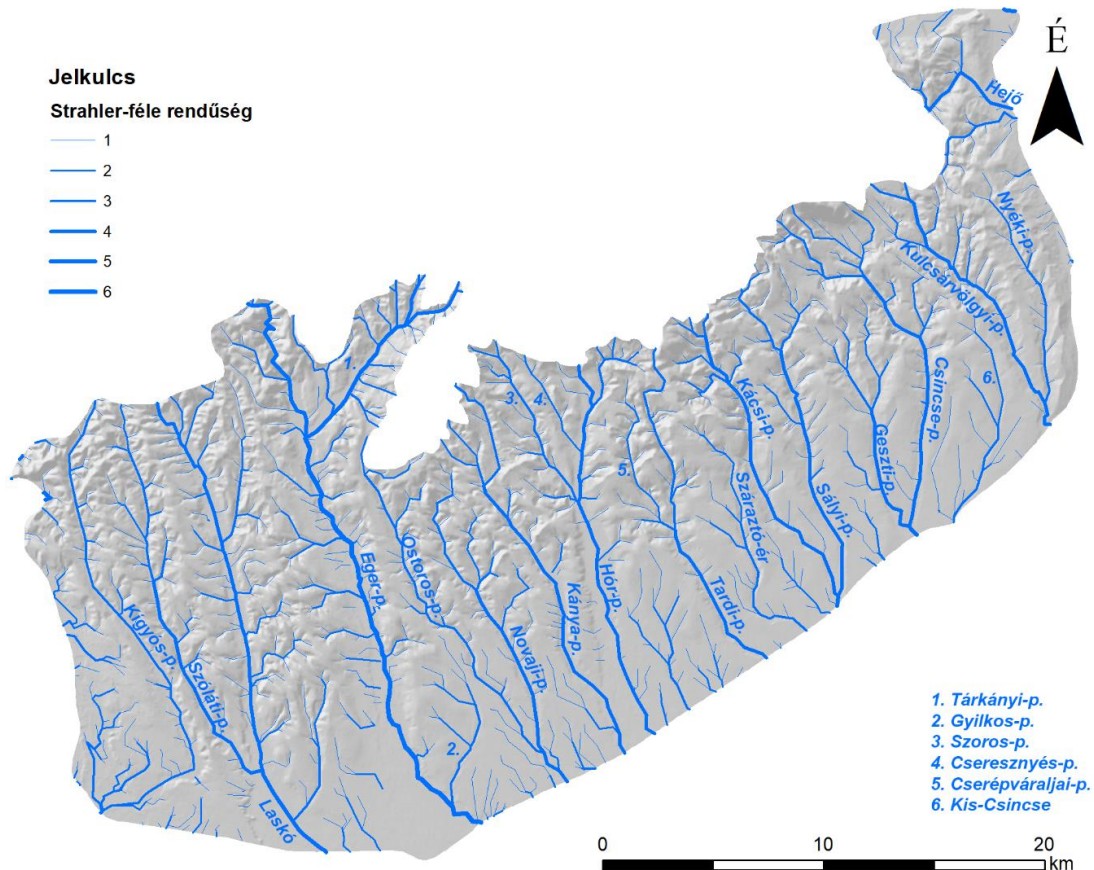 Jelkulcs
Strahler-féle rendűség
1
2
3
4
5
6
É
Hejő
Nyéki-p.
Kulcsárvölgyi-p.
Csincse-p.
6.
Geszti-p.
Sályi-p.
Kácsi-p.
Száraztó-ér
Tardi-p.
5.
4.
3.
Hór-p.
Kánya-p.
Novaji-p.
Ostoros-p.
1.
Eger-p.
2.
Kígyós-p.
Szóláti-p.
Laskó
1. Tárkányi-p.
2. Gyilkos-p.
3. Szoros-p.
4. Cseresznyés-p.
5. Cserépváraljai-p.
6. Kis-Csincse
0 10 20
km